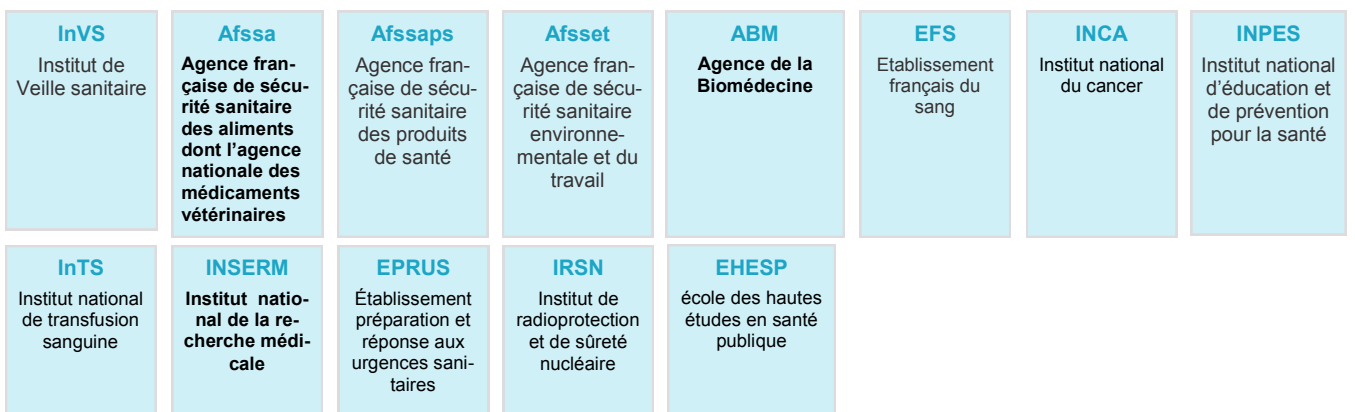 InVS
Institut de
Veille sanitaire
Afssa
Agence fran-
çaise de sécu-
rité sanitaire
des aliments
dont l’agence
nationale des
médicaments
vétérinaires
Afssaps
Agence fran-
çaise de sécu-
rité sanitaire
des produits
de santé
Afsset
Agence fran-
çaise de sécu-
rité sanitaire
environne-
mentale et du
travail
ABM
Agence de la
Biomédecine
EFS
Etablissement
français du
sang
INCA
Institut national
du cancer
INPES
Institut national
d’éducation et
de prévention
pour la santé
InTS
Institut national
de transfusion
sanguine
INSERM
Institut natio-
nal de la re-
cherche médi-
cale
EPRUS
Établissement
préparation et
réponse aux
urgences sani-
taires
IRSN
Institut de
radioprotection
et de sûreté
nucléaire
EHESP
école des hautes
études en santé
publique